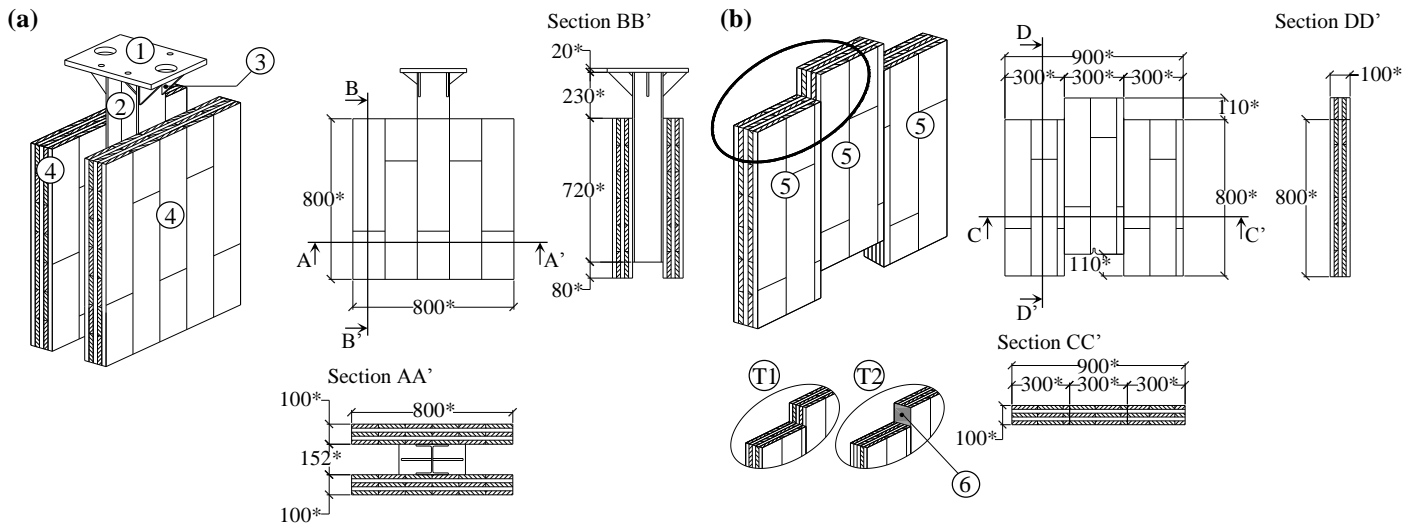 (a)
1
2
3
4
4
B
B'
A
A'
800*
800*
Section BB'
20*
230*
720*
80*
Section AA'
100*
800*
152*
100*
(b)
5
5
5
T1
T2
6
D
900*
300* 300* 300*
110*
800*
C
C'
110*
D'
Section DD'
100*
800*
Section CC'
900*
300* 300* 300*
100*